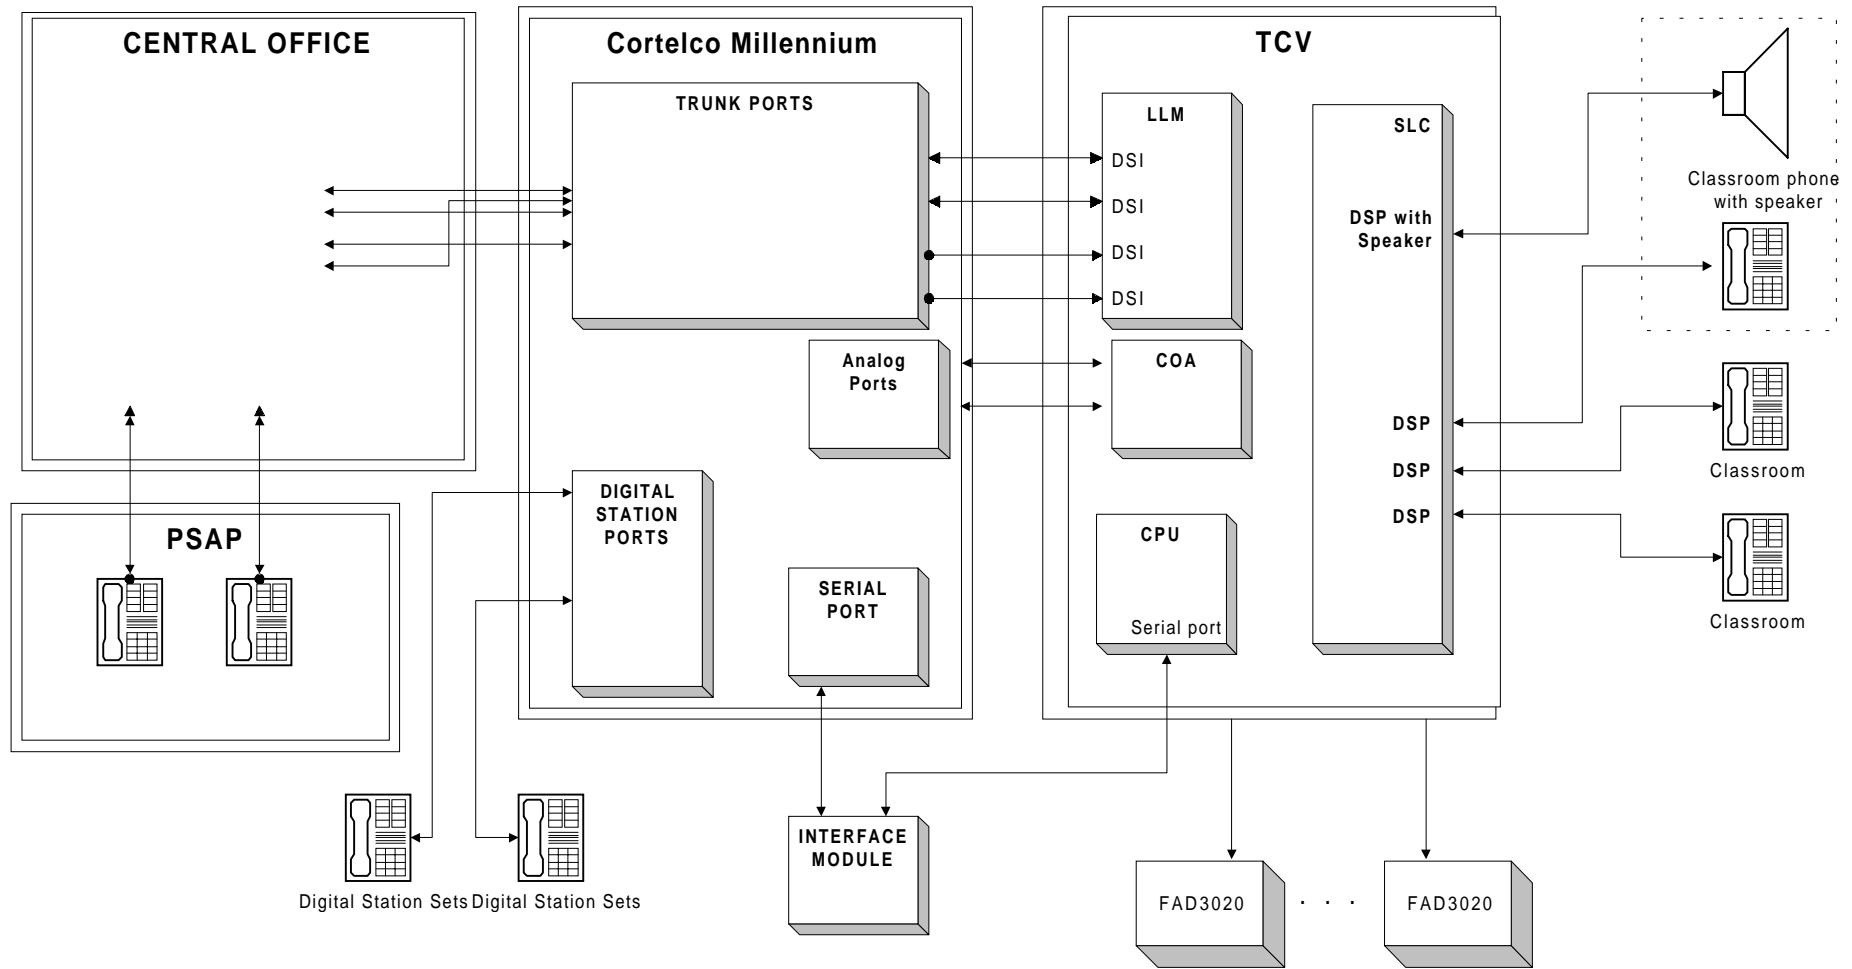 CENTRAL OFFICE
Cortelco Millennium
TCV
TRUNK PORTS
LLM
DSI
DSI
DSI
DSI
SLC
DSP with
Speaker
DSP
DSP
DSP
Classroom phone
with speaker
Analog
Ports
COA
Classroom
DIGITAL
STATION
PORTS
PSAP
SERIAL
PORT
CPU
Serial port
Classroom
INTERFACE
MODULE
Digital Station Sets
Digital Station Sets
FAD3020
. . .
FAD3020